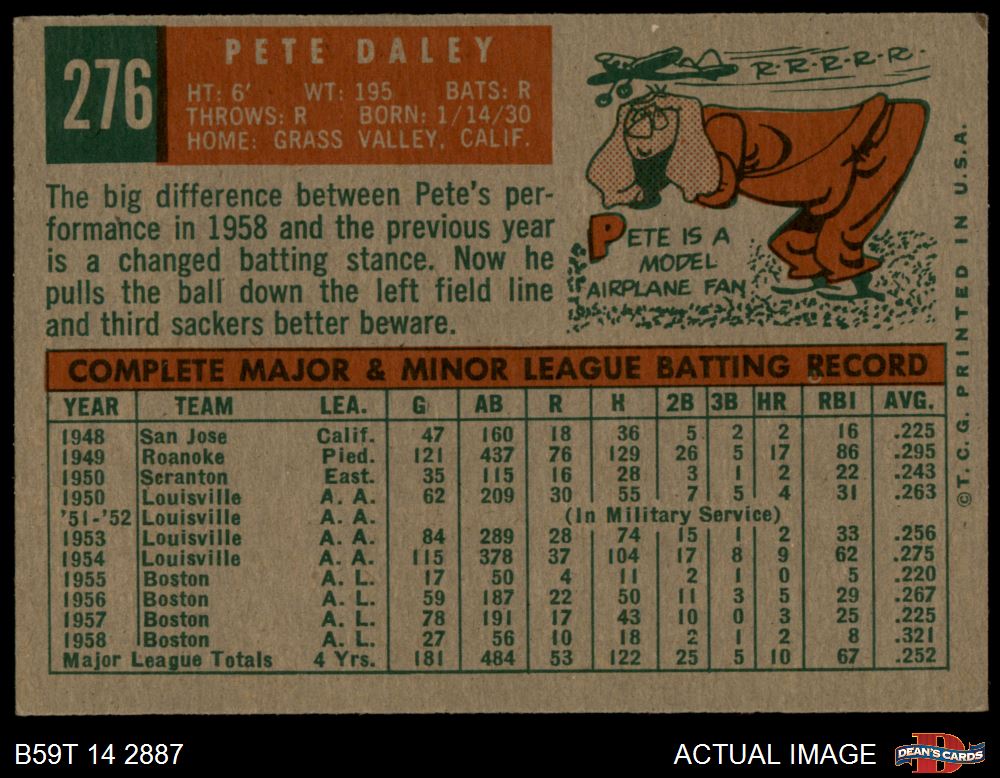 276
PETE DALEY
HT: 6' WT: 195 BATS: R
THROWS: R BORN: 1/14/30
HOME: GRASS VALLEY, CALIF.
The big difference between Pete's per-
formance in 1958 and the previous year
is a changed batting stance. Now he
pulls the ball down the left field line
and third sackers better beware.
R-R-R-R-R-
PETE IS A
MODEL
AIRPLANE FAN
COMPLETE MAJOR & MINOR LEAGUE BATTING RECORD
YEAR TEAM LEA. G AB R H 2B 3B HR RBI AVG.
1948 San Jose Calif. 47 160 18 36 5 2 2 16 .225
1949 Roanoke Pied. 121 437 76 129 26 5 17 86 .295
1950 Scranton East. 35 115 16 28 3 1 2 22 .243
1950 Louisville A. A. 62 209 30 55 7 5 4 31 .263
'51-'52 Louisville A. A. (In Military Service)
1953 Louisville A. A. 84 289 28 74 15 1 2 33 .256
1954 Louisville A. A. 115 378 37 104 17 8 9 62 .275
1955 Boston A. L. 17 50 4 11 2 1 0 5 .220
1956 Boston A. L. 59 187 22 50 11 3 5 29 .267
1957 Boston A. L. 78 191 17 43 10 0 3 25 .225
1958 Boston A. L. 27 56 10 18 2 1 2 8 .321
Major League Totals 4 Yrs. 181 484 53 122 25 5 10 67 .252
©T.C.G. PRINTED IN U.S.A.
B59T 14 2887
ACTUAL IMAGE
DEAN'S CARDS